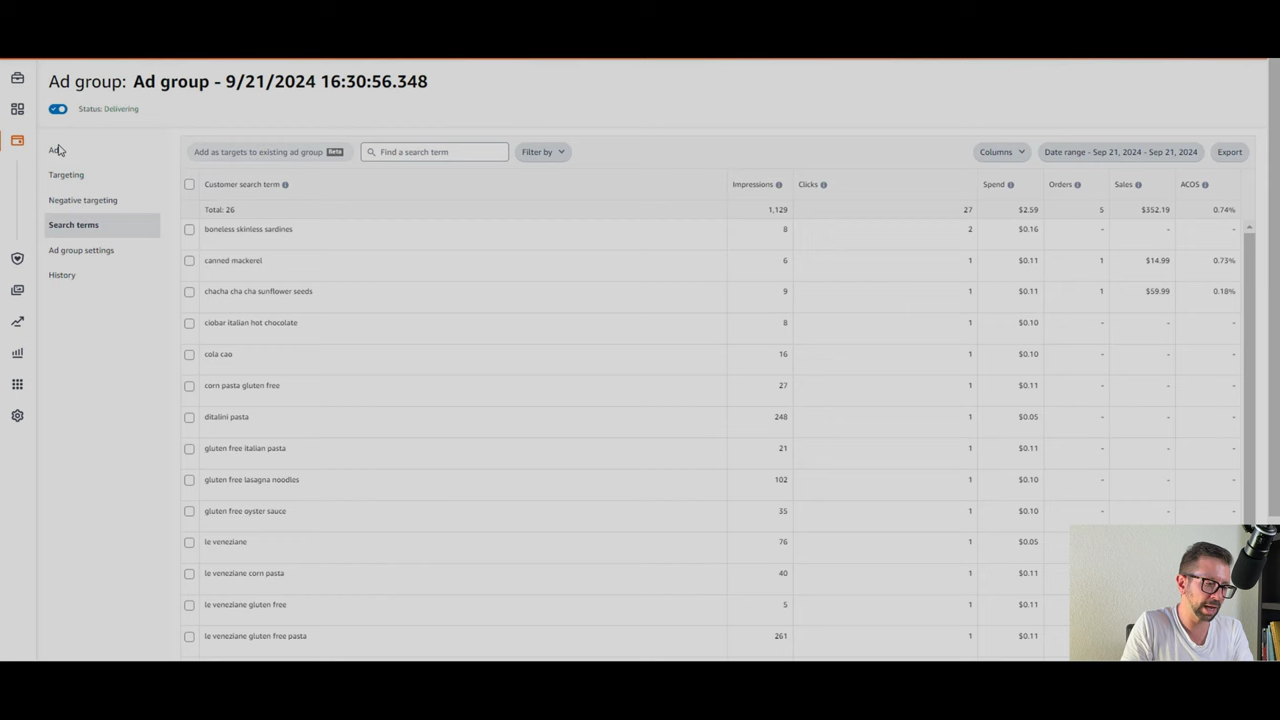 Ad group: Ad group - 9/21/2024 16:30:56.348
Status: Delivering
Targeting
Negative targeting
Search terms
Ad group settings
History
Add as targets to existing ad group Beta
Find a search term
Filter by
Columns
Date range - Sep 21, 2024 - Sep 21, 2024
Export
Customer search term Impressions Clicks Spend Orders Sales ACOS
Total: 26 1,129 27 $2.59 5 $352.19 0.74%
boneless skinless sardines 8 2 $0.16 - - -
canned mackerel 6 1 $0.11 1 $14.99 0.73%
chacha cha cha sunflower seeds 9 1 $0.11 1 $59.99 0.18%
ciobar italian hot chocolate 8 1 $0.10 - - -
cola cao 16 1 $0.10 - - -
corn pasta gluten free 27 1 $0.11 - - -
ditalini pasta 248 1 $0.05 - - -
gluten free italian pasta 21 1 $0.11 - - -
gluten free lasagna noodles 102 1 $0.10 - - -
gluten free oyster sauce 35 1 $0.10 - - -
le veneziane 76 1 $0.05
le veneziane corn pasta 40 1 $0.11
le veneziane gluten free 5 1 $0.11
le veneziane gluten free pasta 261 1 $0.11